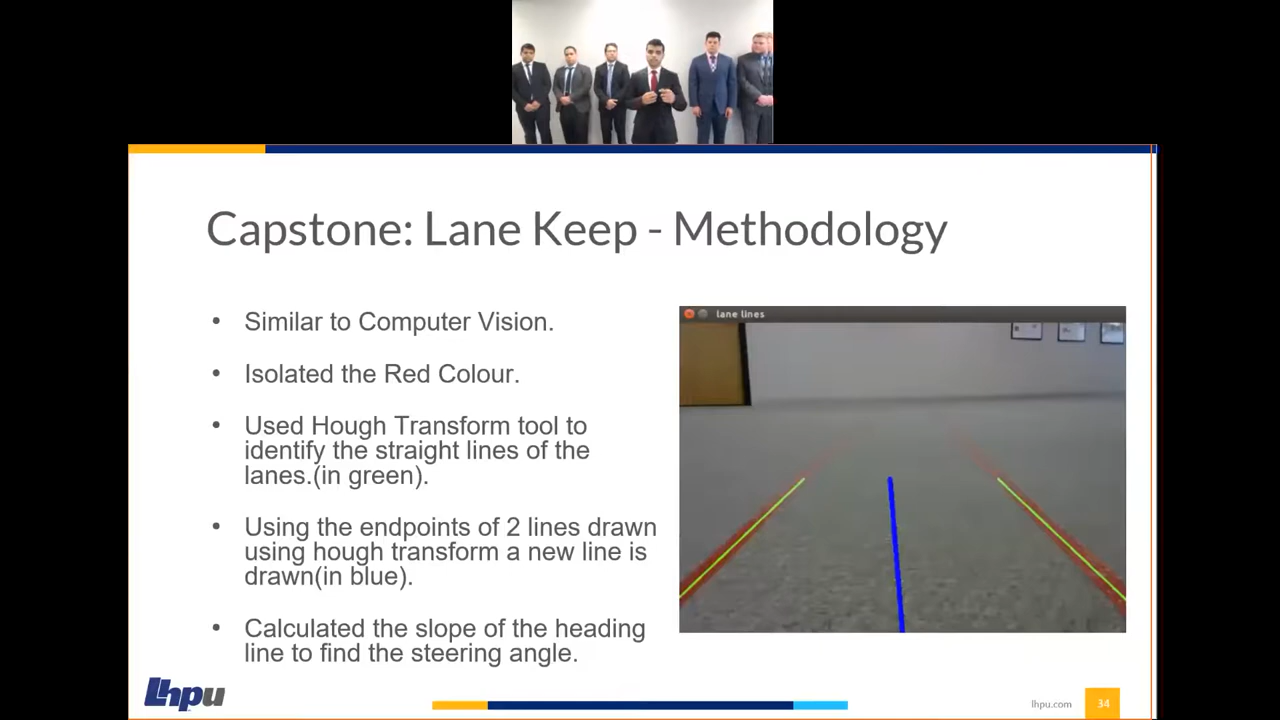 Capstone: Lane Keep - Methodology
• Similar to Computer Vision.
• Isolated the Red Colour.
• Used Hough Transform tool to
identify the straight lines of the
lanes.(in green).
• Using the endpoints of 2 lines drawn
using hough transform a new line is
drawn(in blue).
• Calculated the slope of the heading
line to find the steering angle.
lane lines
lhpu
lhpu.com
34